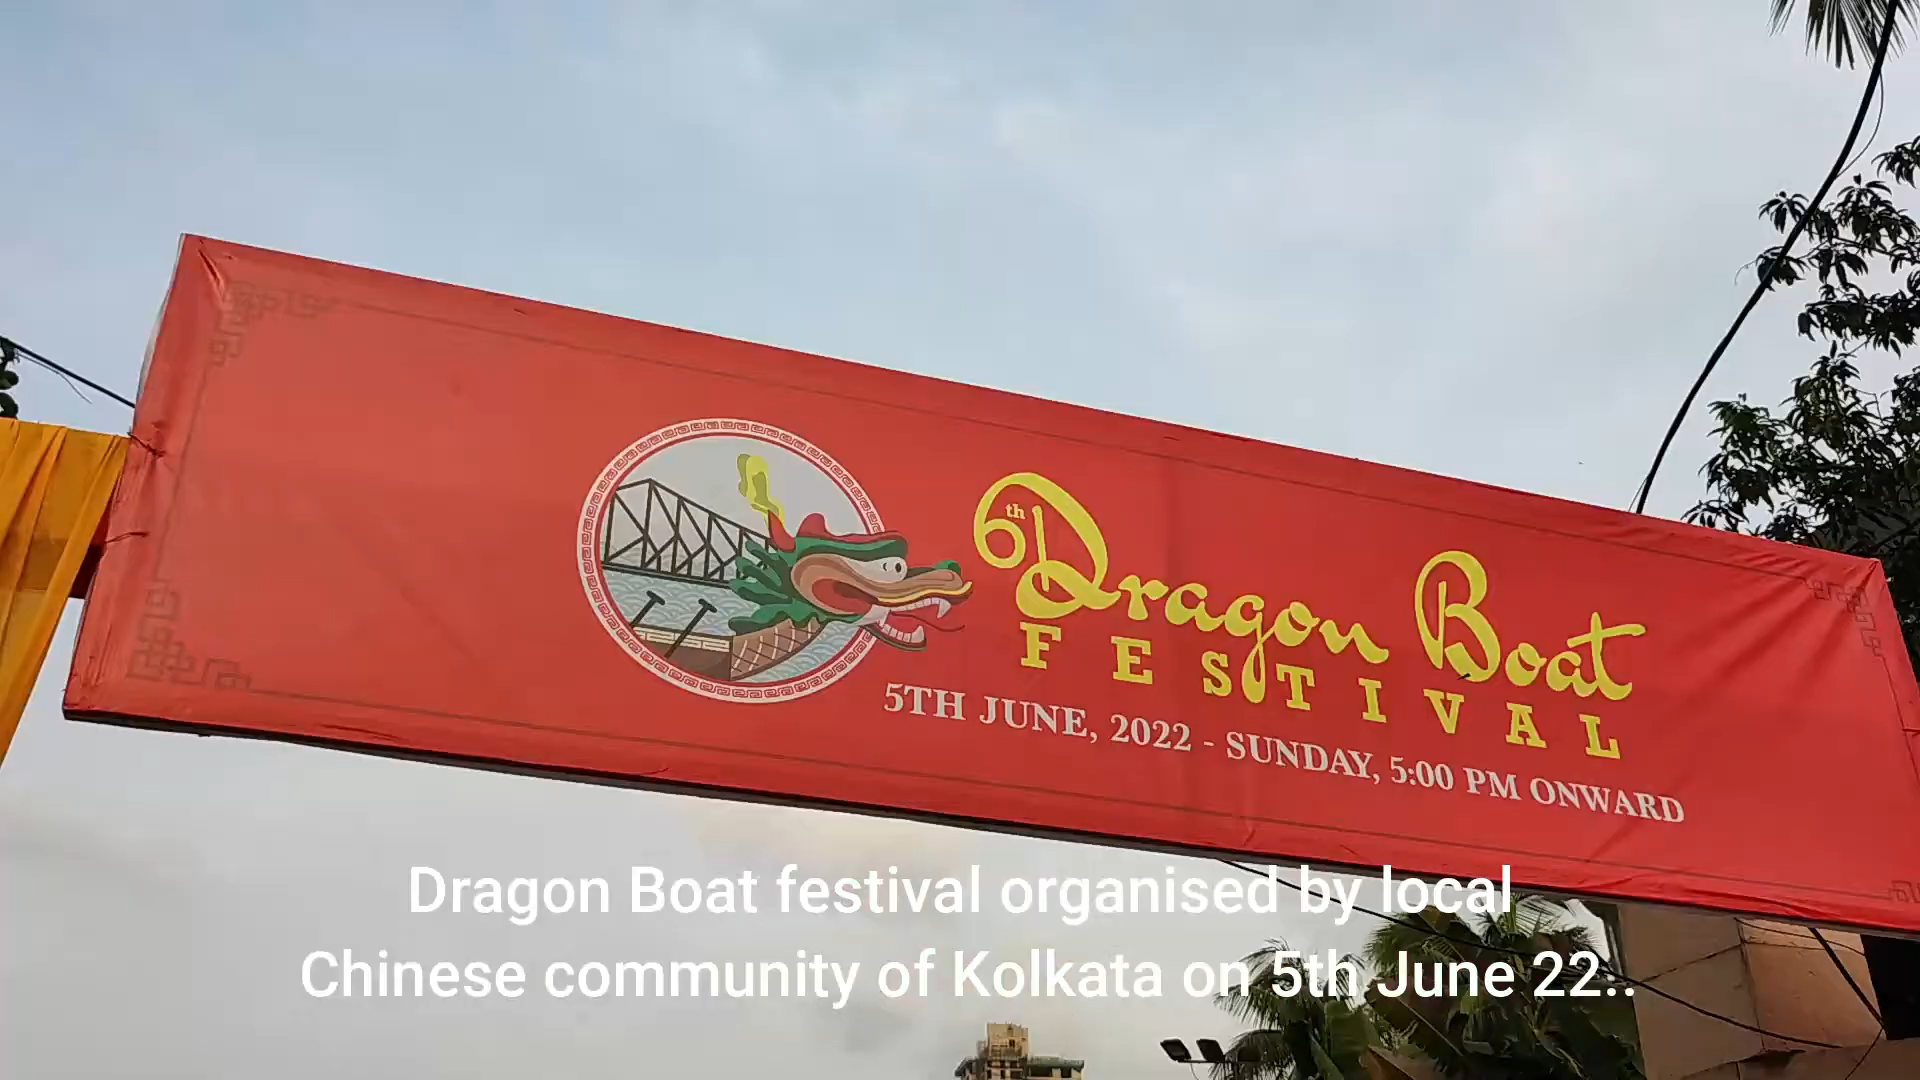 6th Dragon Boat
FESTIVAL
5TH JUNE, 2022 - SUNDAY, 5:00 PM ONWARD
Dragon Boat festival organised by local
Chinese community of Kolkata on 5th June 22..